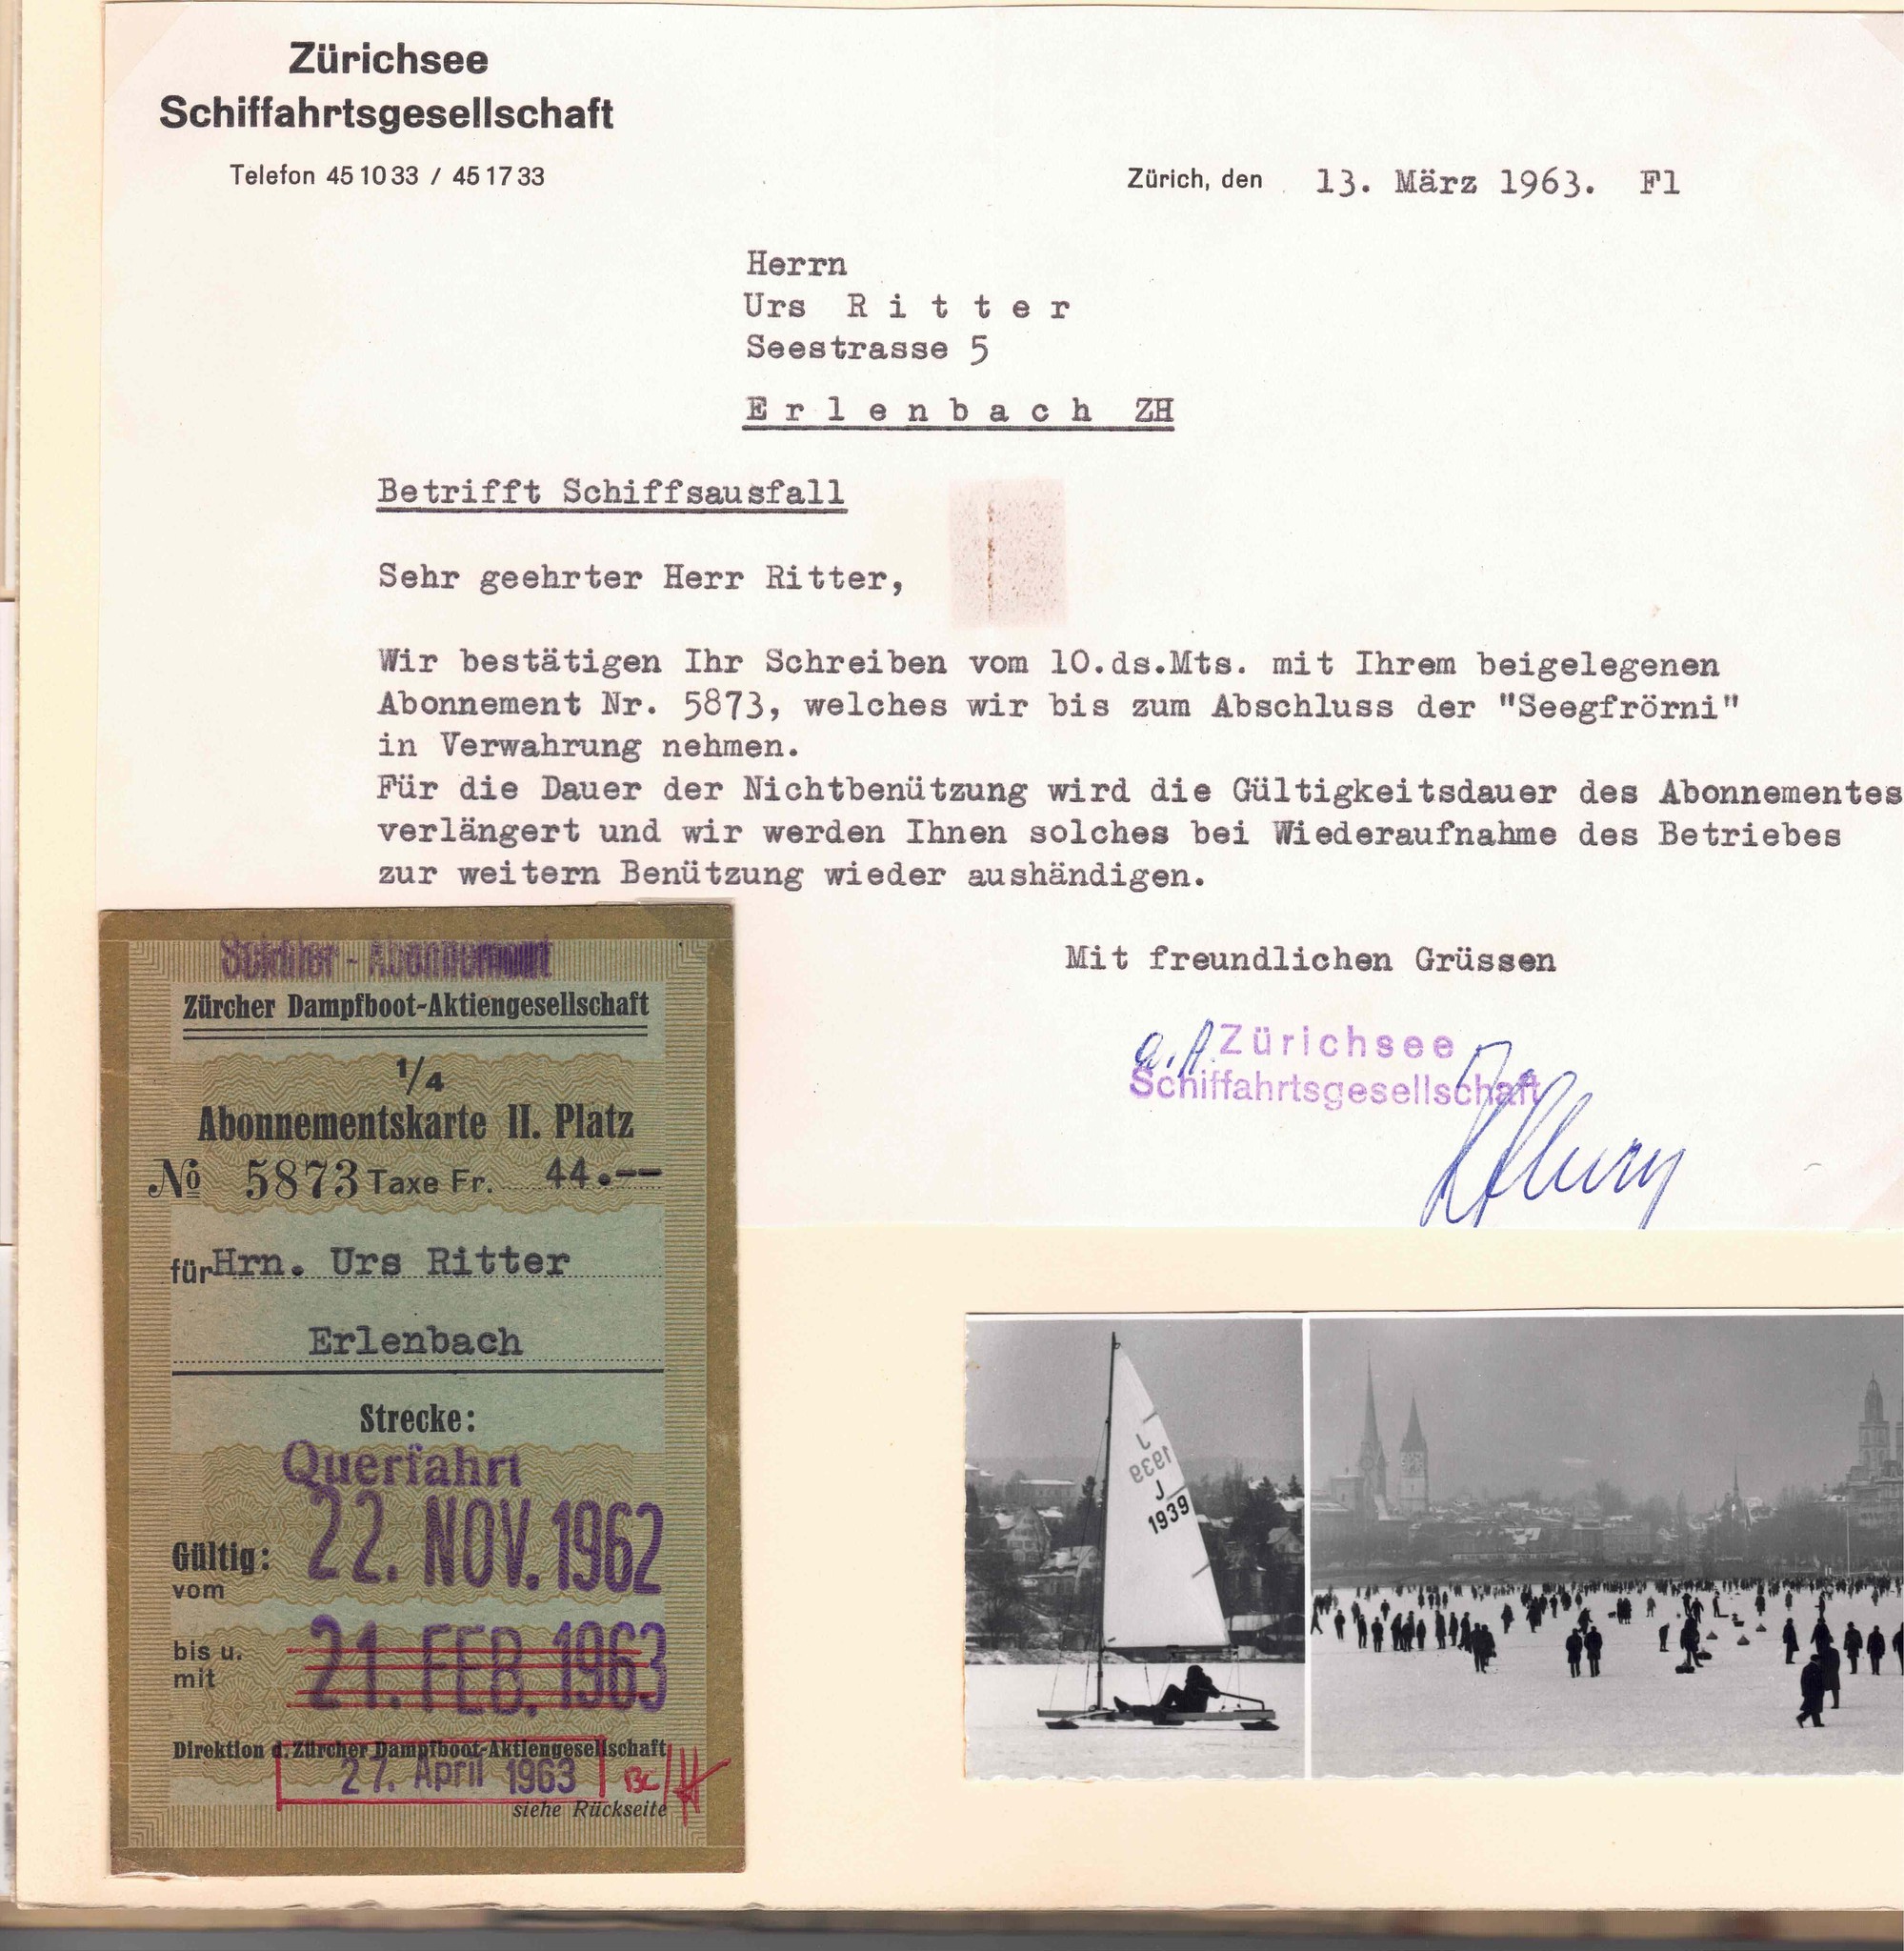 Zürichsee
Schiffahrtsgesellschaft
Telefon 45 10 33 / 45 17 33
Zürich, den 13. März 1963. Fl
Herrn
Urs R i t t e r
Seestrasse 5
E r l e n b a c h ZH
Betrifft Schiffsausfall
Sehr geehrter Herr Ritter,
Wir bestätigen Ihr Schreiben vom 10.ds.Mts. mit Ihrem beigelegenen
Abonnement Nr. 5873, welches wir bis zum Abschluss der "Seegfrörni"
in Verwahrung nehmen.
Für die Dauer der Nichtbenützung wird die Gültigkeitsdauer des Abonnementes
verlängert und wir werden Ihnen solches bei Wiederaufnahme des Betriebes
zur weitern Benützung wieder aushändigen.
Mit freundlichen Grüssen
Zürichsee
Schiffahrtsgesellschaft
Schüler - Abonnement
Zürcher Dampfboot-Aktiengesellschaft
1/4
Abonnementskarte II. Platz
No 5873 Taxe Fr. 44.--
für Hrn. Urs Ritter
Erlenbach
Strecke:
Querfahrt
Gültig: 22. NOV. 1962
vom
bis u. 21. FEB. 1963
mit
Direktion d. Zürcher Dampfboot-Aktiengesellschaft
27. April 1963
siehe Rückseite
J
1939
J
1939